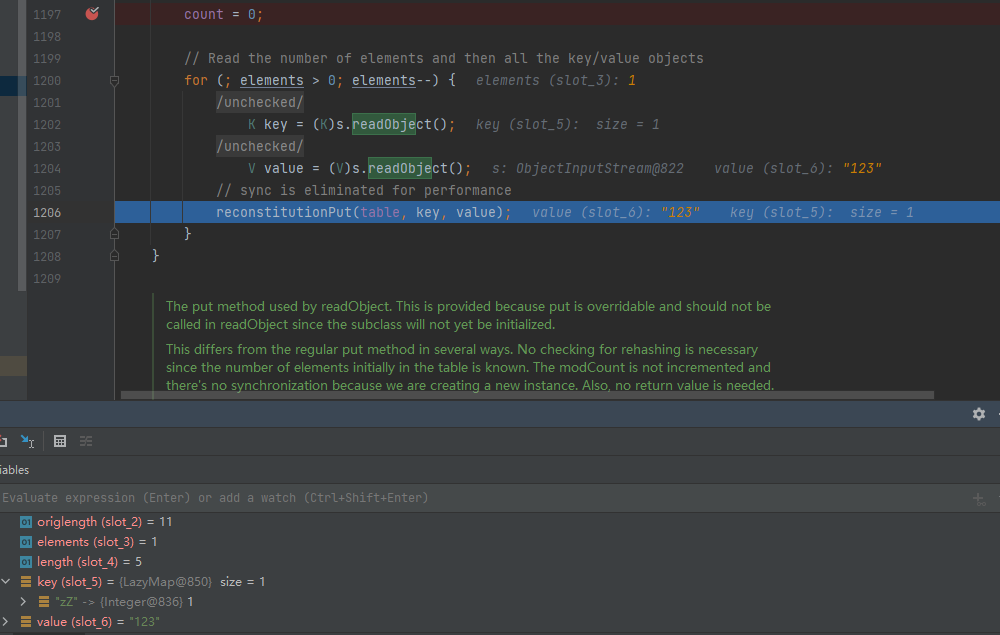 1197 count = 0;
1198
1199 // Read the number of elements and then all the key/value objects
1200 for (; elements > 0; elements--) { elements (slot_3): 1
1201 /unchecked/
1202 K key = (K)s.readObject(); key (slot_5): size = 1
1203 /unchecked/
1204 V value = (V)s.readObject(); s: ObjectInputStream@822 value (slot_6): "123"
1205 // sync is eliminated for performance
1206 reconstitutionPut(table, key, value); value (slot_6): "123" key (slot_5): size = 1
1207 }
1208 }
1209
The put method used by readObject. This is provided because put is overridable and should not be
called in readObject since the subclass will not yet be initialized.
This differs from the regular put method in several ways. No checking for rehashing is necessary
since the number of elements initially in the table is known. The modCount is not incremented and
there's no synchronization because we are creating a new instance. Also, no return value is needed.
iables
Evaluate expression (Enter) or add a watch (Ctrl+Shift+Enter)
01 origlength (slot_2) = 11
01 elements (slot_3) = 1
01 length (slot_4) = 5
key (slot_5) = {LazyMap@850} size = 1
"zZ" -> {Integer@836} 1
value (slot_6) = "123"